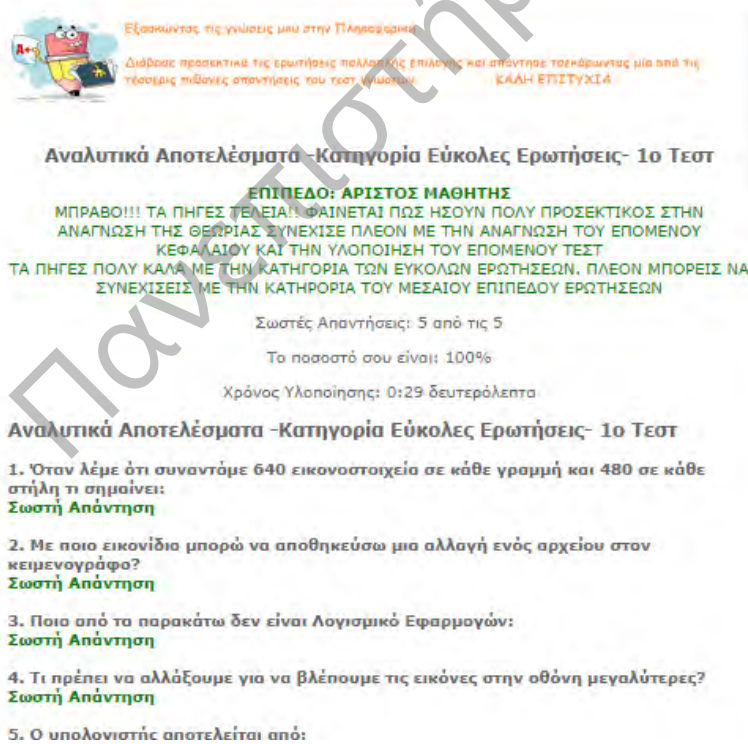 Εξασκώντας τις γνώσεις μου στην Πληροφορική
Διάβασε προσεκτικά τις ερωτήσεις πολλαπλής επιλογής και απάντησε τσεκάρωντας μία από τις
τέσσερις πιθανές απαντήσεις του τεστ γνώσεων. ΚΑΛΗ ΕΠΙΤΥΧΙΑ
A+
Αναλυτικά Αποτελέσματα -Κατηγορία Εύκολες Ερωτήσεις- 1ο Τεστ
ΕΠΙΠΕΔΟ: ΑΡΙΣΤΟΣ ΜΑΘΗΤΗΣ
ΜΠΡΑΒΟ!!! ΤΑ ΠΗΓΕΣ ΤΕΛΕΙΑ!! ΦΑΙΝΕΤΑΙ ΠΩΣ ΗΣΟΥΝ ΠΟΛΥ ΠΡΟΣΕΚΤΙΚΟΣ ΣΤΗΝ
ΑΝΑΓΝΩΣΗ ΤΗΣ ΘΕΩΡΙΑΣ ΣΥΝΕΧΙΣΕ ΠΛΕΟΝ ΜΕ ΤΗΝ ΑΝΑΓΝΩΣΗ ΤΟΥ ΕΠΟΜΕΝΟΥ
ΚΕΦΑΛΑΙΟΥ ΚΑΙ ΤΗΝ ΥΛΟΠΟΙΗΣΗ ΤΟΥ ΕΠΟΜΕΝΟΥ ΤΕΣΤ
ΤΑ ΠΗΓΕΣ ΠΟΛΥ ΚΑΛΑ ΜΕ ΤΗΝ ΚΑΤΗΓΟΡΙΑ ΤΩΝ ΕΥΚΟΛΩΝ ΕΡΩΤΗΣΕΩΝ. ΠΛΕΟΝ ΜΠΟΡΕΙΣ ΝΑ
ΣΥΝΕΧΙΣΕΙΣ ΜΕ ΤΗΝ ΚΑΤΗΡΟΡΙΑ ΤΟΥ ΜΕΣΑΙΟΥ ΕΠΙΠΕΔΟΥ ΕΡΩΤΗΣΕΩΝ
Σωστές Απαντήσεις: 5 από τις 5
Το ποσοστό σου είναι: 100%
Χρόνος Υλοποίησης: 0:29 δευτερόλεπτα
Αναλυτικά Αποτελέσματα -Κατηγορία Εύκολες Ερωτήσεις- 1ο Τεστ
1. Όταν λέμε ότι συναντάμε 640 εικονοστοιχεία σε κάθε γραμμή και 480 σε κάθε
στήλη τι σημαίνει:
Σωστή Απάντηση
2. Με ποιο εικονίδιο μπορώ να αποθηκεύσω μια αλλαγή ενός αρχείου στον
κειμενογράφο?
Σωστή Απάντηση
3. Ποιο από τα παρακάτω δεν είναι Λογισμικό Εφαρμογών:
Σωστή Απάντηση
4. Τι πρέπει να αλλάξουμε για να βλέπουμε τις εικόνες στην οθόνη μεγαλύτερες?
Σωστή Απάντηση
5. Ο υπολογιστής αποτελείται από: